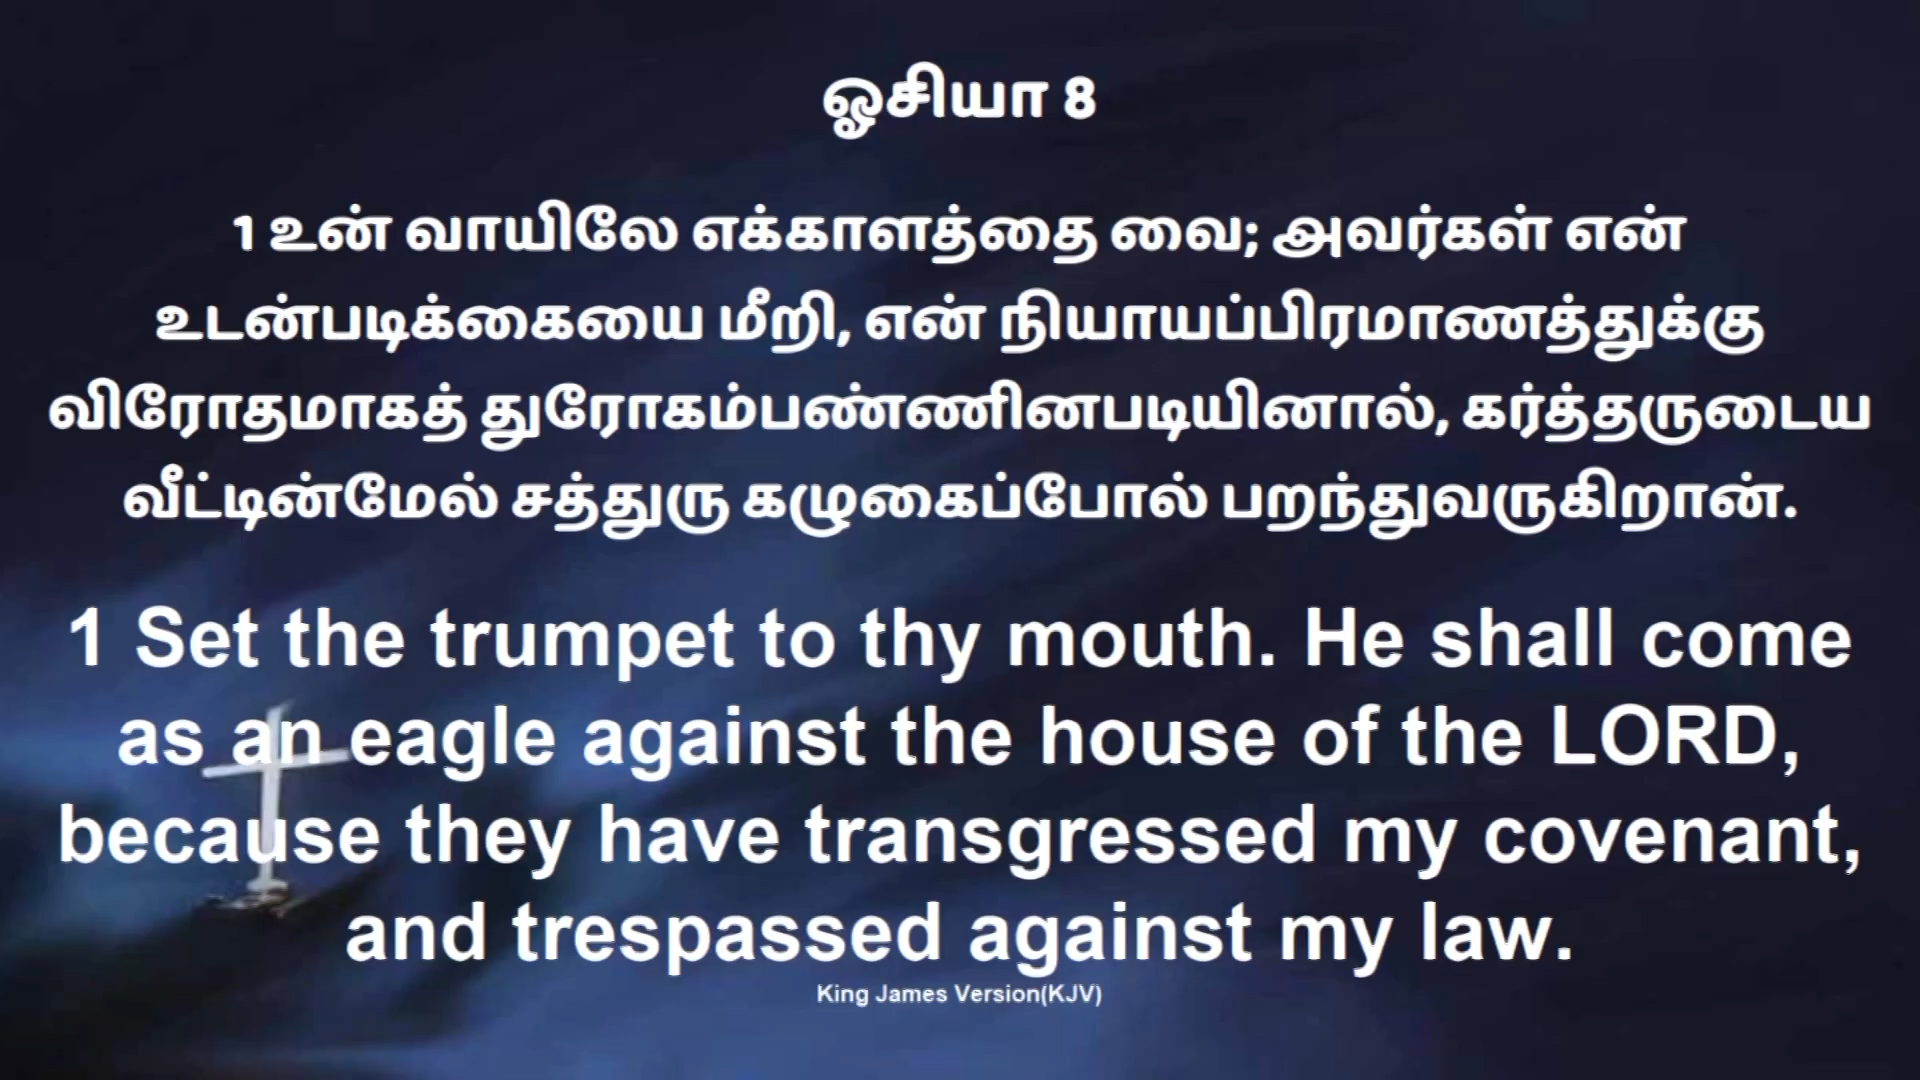 ஓசியா 8
1 உன் வாயிலே எக்காளத்தை வை; அவர்கள் என்
உடன்படிக்கையை மீறி, என் நியாயப்பிரமாணத்துக்கு
விரோதமாகத் துரோகம்பண்ணினபடியினால், கர்த்தருடைய
வீட்டின்மேல் சத்துரு கழுகைப்போல் பறந்துவருகிறான்.
1 Set the trumpet to thy mouth. He shall come
as an eagle against the house of the LORD,
because they have transgressed my covenant,
and trespassed against my law.
King James Version(KJV)